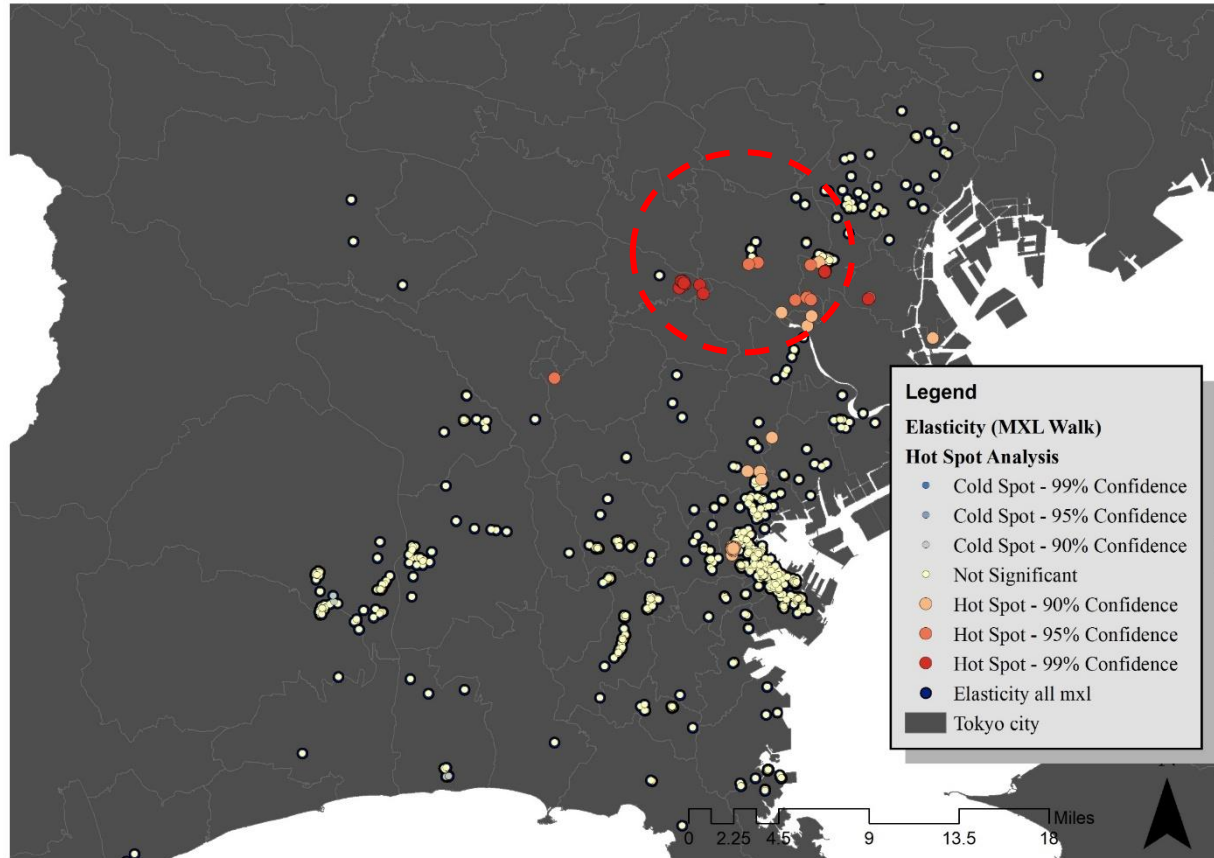 Legend
Elasticity (MXL Walk)
Hot Spot Analysis
Cold Spot - 99% Confidence
Cold Spot - 95% Confidence
Cold Spot - 90% Confidence
Not Significant
Hot Spot - 90% Confidence
Hot Spot - 95% Confidence
Hot Spot - 99% Confidence
Elasticity all mxl
Tokyo city
Miles
0 2.25 4.5 9 13.5 18